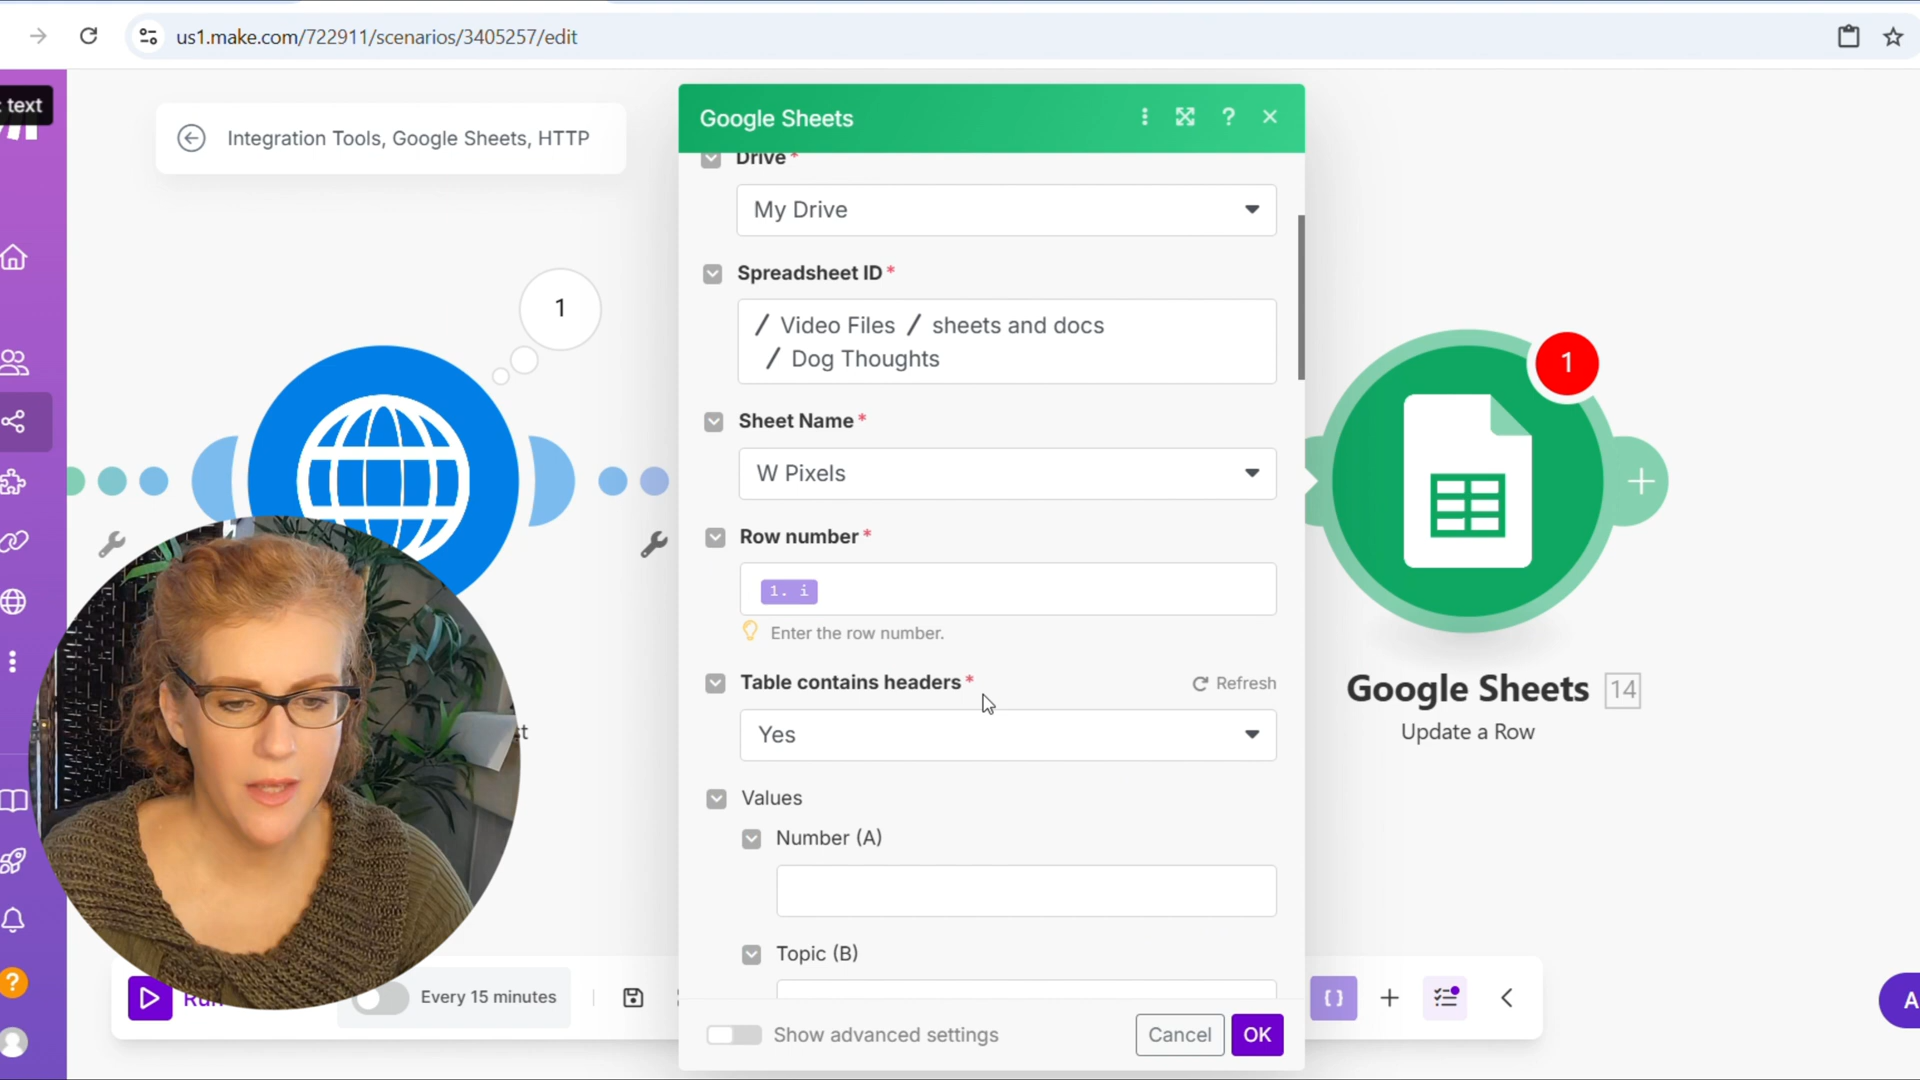 us1.make.com/722911/scenarios/3405257/edit
: text
Integration Tools, Google Sheets, HTTP
1
Google Sheets
?
Drive *
My Drive
Spreadsheet ID *
/ Video Files / sheets and docs
/ Dog Thoughts
Sheet Name *
W Pixels
Row number *
1. i
Enter the row number.
Table contains headers *
Refresh
Yes
Values
Number (A)
Topic (B)
Show advanced settings
Cancel
OK
1
Google Sheets 14
Update a Row
?
Every 15 minutes
{ }
A